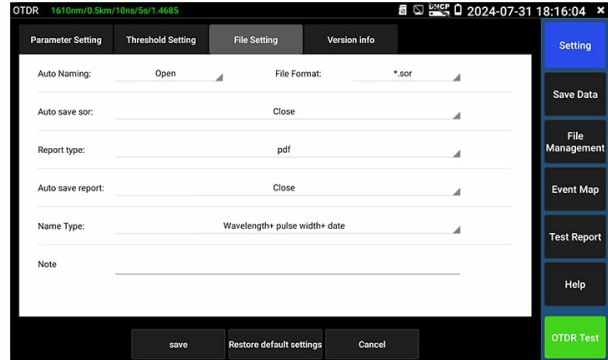 OTDR 1610nm/0.5km/10ns/5s/1.4685 2024-07-31 18:16:04 ×
Parameter Setting Threshold Setting File Setting Version info
Setting
Auto Naming: Open File Format: *.sor
Save Data
Auto save sor: Close
File
Management
Report type: pdf
Auto save report: Close
Event Map
Name Type: Wavelength+ pulse width+ date
Test Report
Note
Help
save Restore default settings Cancel
OTDR Test